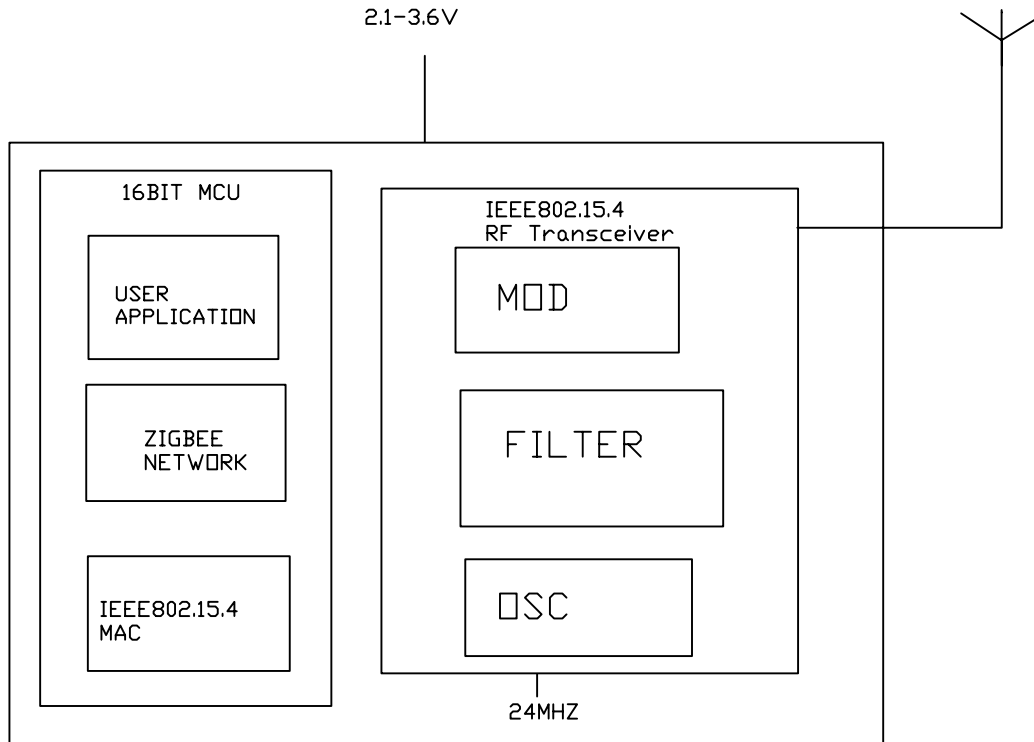 2.1-3.6V
16BIT MCU
USER
APPLICATION
ZIGBEE
NETWORK
IEEE802.15.4
MAC
IEEE802.15.4
RF Transceiver
MOD
FILTER
OSC
24MHZ